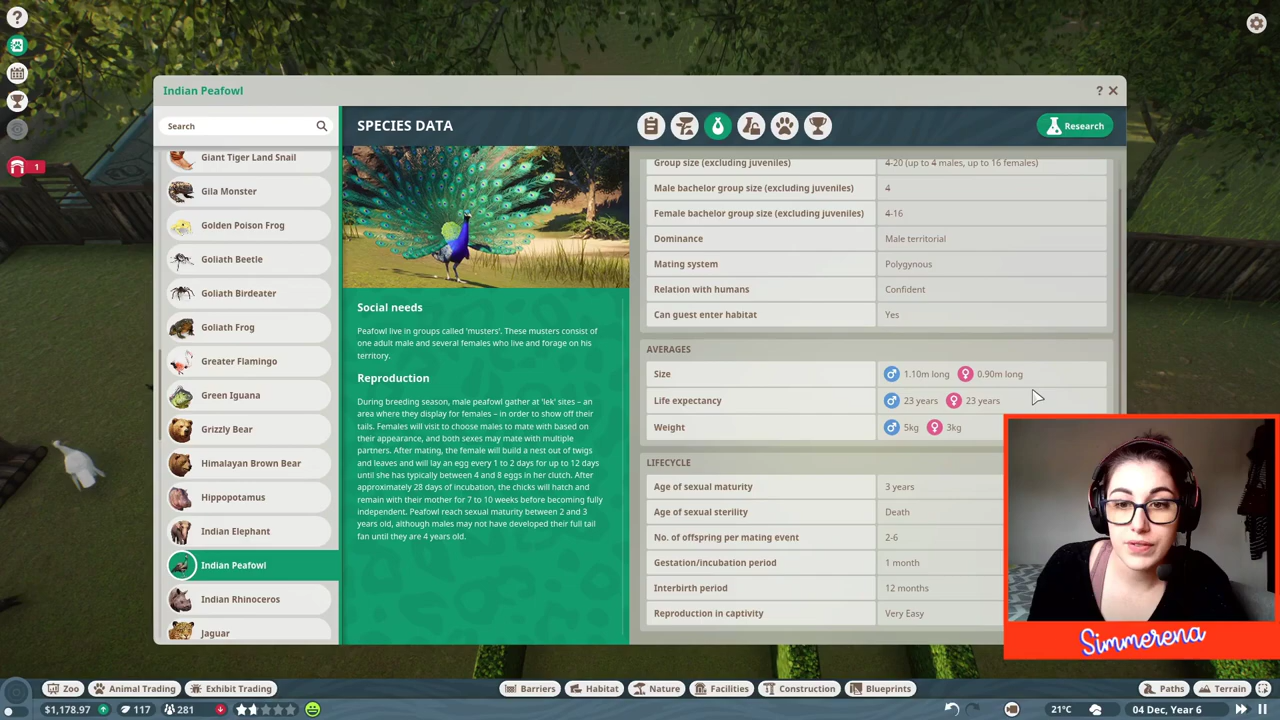 Indian Peafowl
?
Search
SPECIES DATA
Research
1
Giant Tiger Land Snail
Gila Monster
Golden Poison Frog
Goliath Beetle
Goliath Birdeater
Goliath Frog
Greater Flamingo
Green Iguana
Grizzly Bear
Himalayan Brown Bear
Hippopotamus
Indian Elephant
Indian Peafowl
Indian Rhinoceros
Jaguar
Social needs
Peafowl live in groups called 'musters'. These musters consist of
one adult male and several females who live and forage on his
territory.
Reproduction
During breeding season, male peafowl gather at 'lek' sites – an
area where they display for females – in order to show off their
tails. Females will visit to choose males to mate with based on
their appearance, and both sexes may mate with multiple
partners. After mating, the female will build a nest out of twigs
and leaves and will lay an egg every 1 to 2 days for up to 12 days
until she has typically between 4 and 8 eggs in her clutch. After
approximately 28 days of incubation, the chicks will hatch and
remain with their mother for 7 to 10 weeks before becoming fully
independent. Peafowl reach sexual maturity between 2 and 3
years old, although males may not have developed their full tail
fan until they are 4 years old.
Group size (excluding juveniles) 4-20 (up to 4 males, up to 16 females)
Male bachelor group size (excluding juveniles) 4
Female bachelor group size (excluding juveniles) 4-16
Dominance Male territorial
Mating system Polygynous
Relation with humans Confident
Can guest enter habitat Yes
AVERAGES
Size 1.10m long 0.90m long
Life expectancy 23 years 23 years
Weight 5kg 3kg
LIFECYCLE
Age of sexual maturity 3 years
Age of sexual sterility Death
No. of offspring per mating event 2-6
Gestation/incubation period 1 month
Interbirth period 12 months
Reproduction in captivity Very Easy
Simmerena
Zoo Animal Trading Exhibit Trading Barriers Habitat Nature Facilities Construction Blueprints Paths Terrain
$1,178.97 117 281 21°C 04 Dec, Year 6